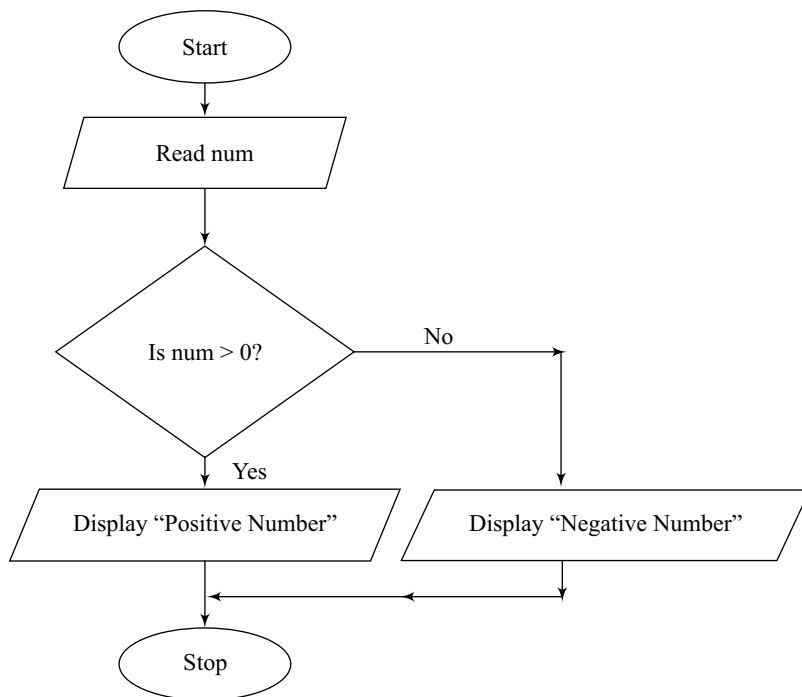 Start
Read num
Is num > 0?
No
Yes
Display “Positive Number”
Display “Negative Number”
Stop